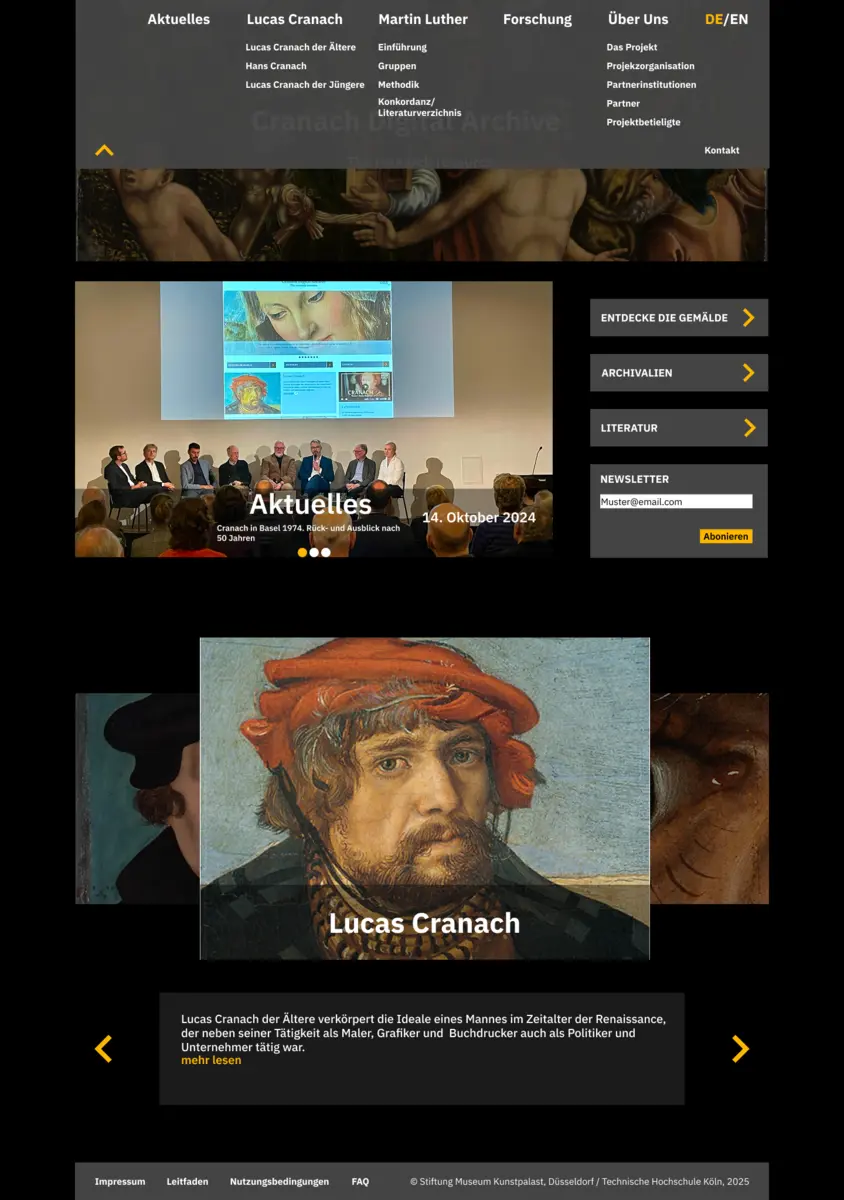 Aktuelles
Lucas Cranach
Martin Luther
Forschung
Über Uns
DE/EN
Lucas Cranach der Ältere
Hans Cranach
Lucas Cranach der Jüngere
Einführung
Gruppen
Methodik
Konkordanz/
Literaturverzichnis
Das Projekt
Projekzorganisation
Partnerinstitutionen
Partner
Projektbetieligte
Kontakt
Cranach Digital Archive
CRANACH
Aktuelles
14. Oktober 2024
Cranach in Basel 1974. Rück- und Ausblick nach
50 Jahren
ENTDECKE DIE GEMÄLDE
ARCHIVALIEN
LITERATUR
NEWSLETTER
Muster@email.com
Abonieren
Lucas Cranach
Lucas Cranach der Ältere verkörpert die Ideale eines Mannes im Zeitalter der Renaissance,
der neben seiner Tätigkeit als Maler, Grafiker und  Buchdrucker auch als Politiker und
Unternehmer tätig war.
mehr lesen
Impressum
Leitfaden
Nutzungsbedingungen
FAQ
© Stiftung Museum Kunstpalast, Düsseldorf / Technische Hochschule Köln, 2025